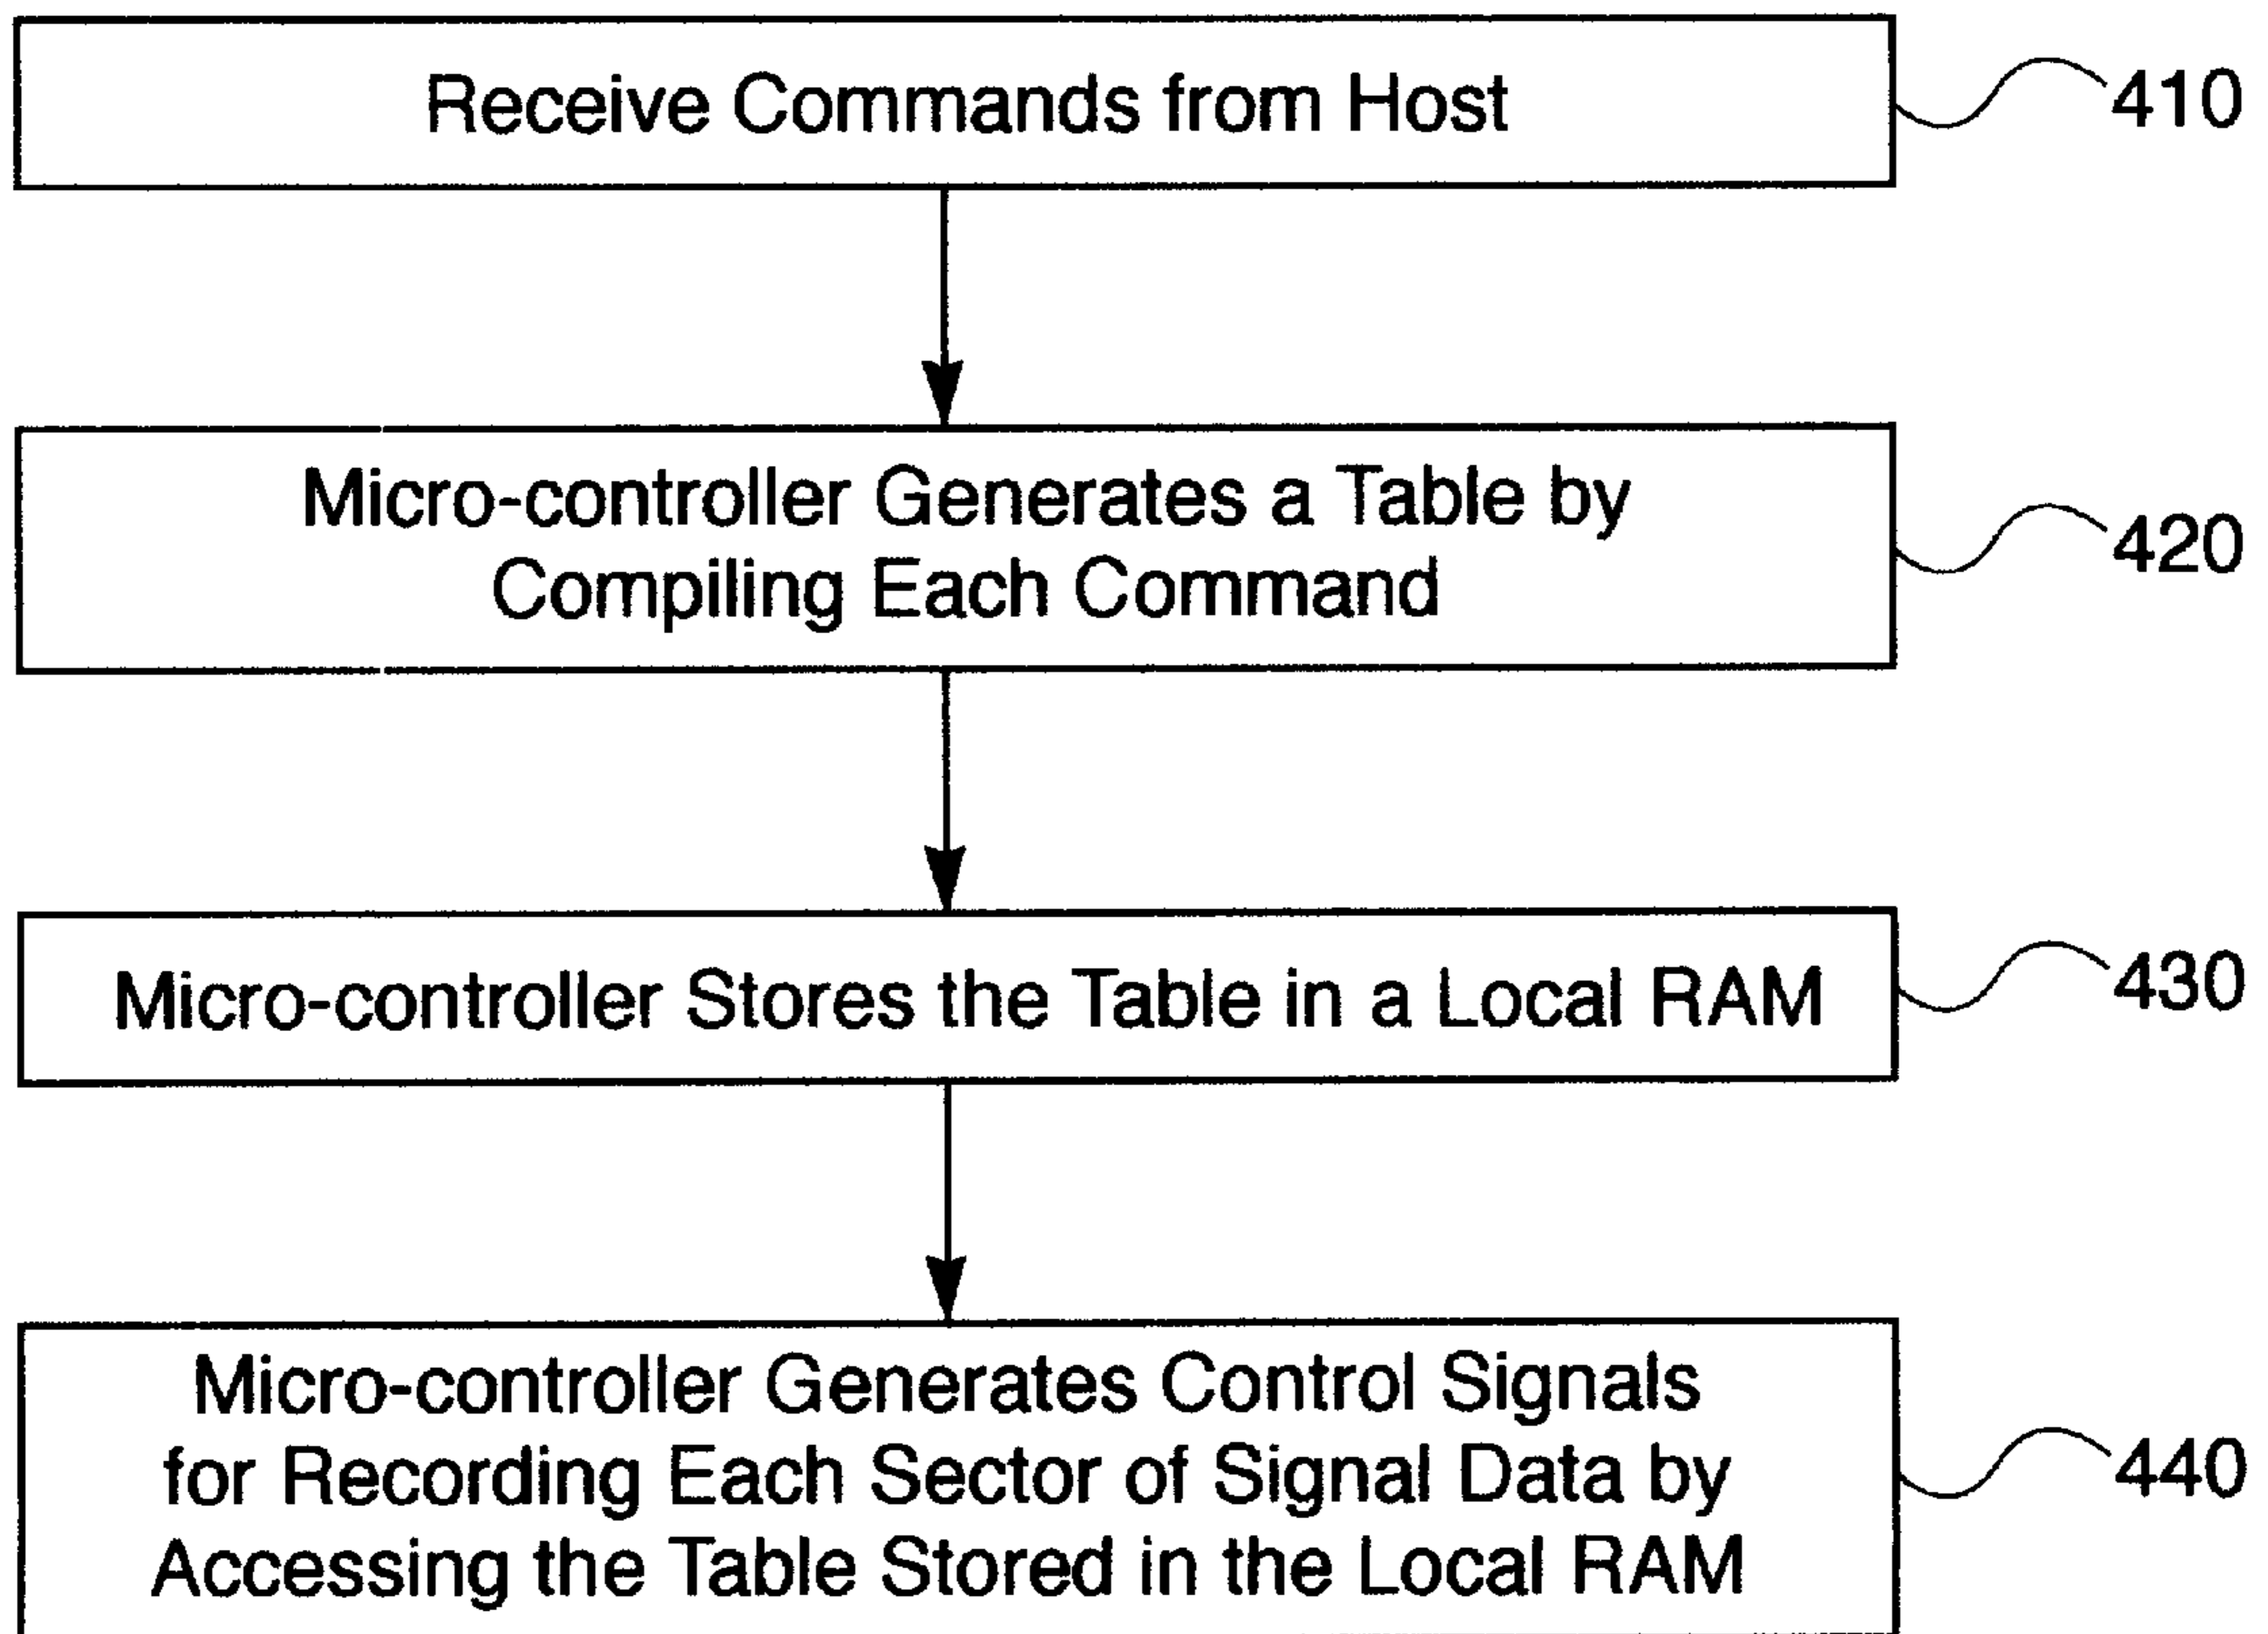 Receive Commands from Host
410
Micro-controller Generates a Table by
Compiling Each Command
420
Micro-controller Stores the Table in a Local RAM
430
Micro-controller Generates Control Signals
for Recording Each Sector of Signal Data by
Accessing the Table Stored in the Local RAM
440